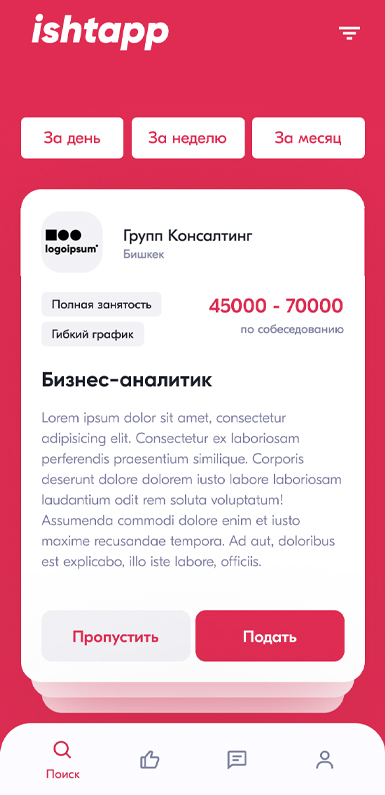 ishtapp
За день
За неделю
За месяц
logoipsum
Групп Консалтинг
Бишкек
Полная занятость
45000 - 70000
по собеседованию
Гибкий график
Бизнес-аналитик
Lorem ipsum dolor sit amet, consectetur
adipisicing elit. Consectetur ex laboriosam
perferendis praesentium similique. Corporis
deserunt dolore dolorem iusto labore laboriosam
laudantium odit rem soluta voluptatum!
Assumenda commodi dolore enim et iusto
maxime recusandae tempora. Ad aut, doloribus
est explicabo, illo iste labore, officiis.
Пропустить
Подать
Поиск